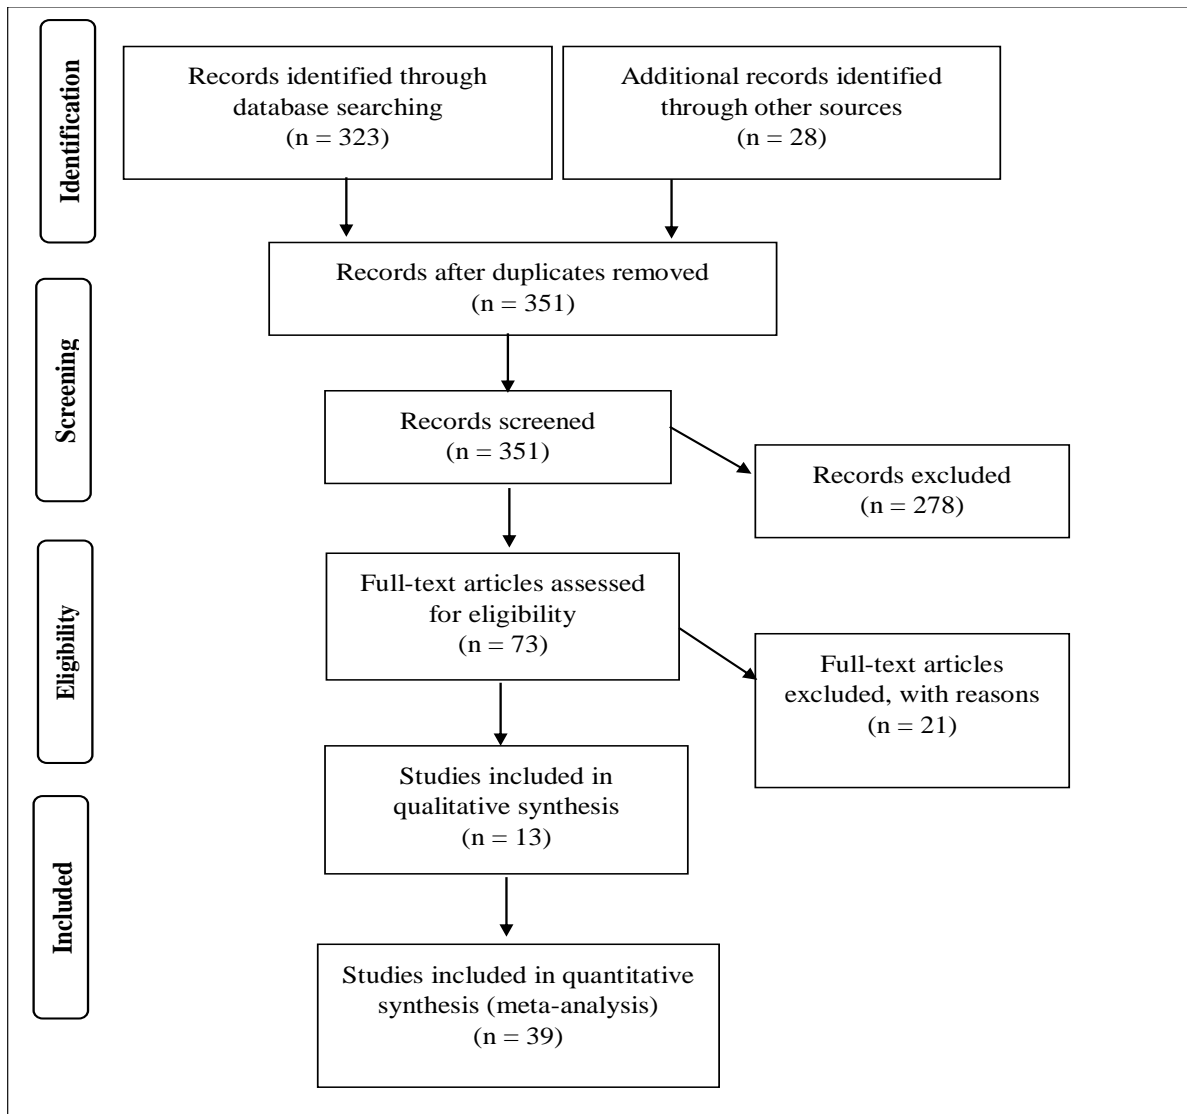 Identification
Records identified through
database searching
(n = 323)
Additional records identified
through other sources
(n = 28)
Records after duplicates removed
(n = 351)
Screening
Records screened
(n = 351)
Records excluded
(n = 278)
Eligibility
Full-text articles assessed
for eligibility
(n = 73)
Full-text articles
excluded, with reasons
(n = 21)
Studies included in
qualitative synthesis
(n = 13)
Included
Studies included in quantitative
synthesis (meta-analysis)
(n = 39)